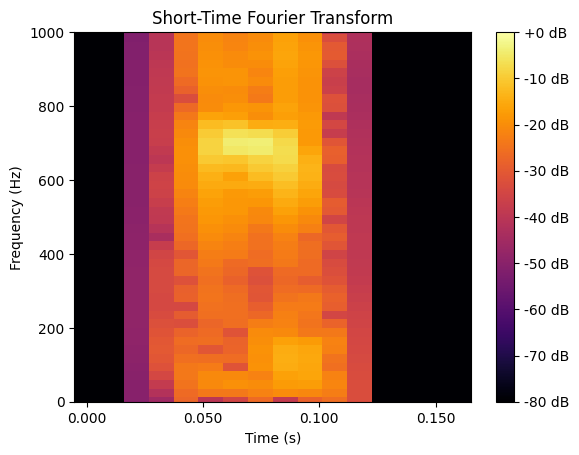 Short-Time Fourier Transform
1000
800
600
400
200
0
Frequency (Hz)
0.000
0.050
0.100
0.150
Time (s)
+0 dB
-10 dB
-20 dB
-30 dB
-40 dB
-50 dB
-60 dB
-70 dB
-80 dB